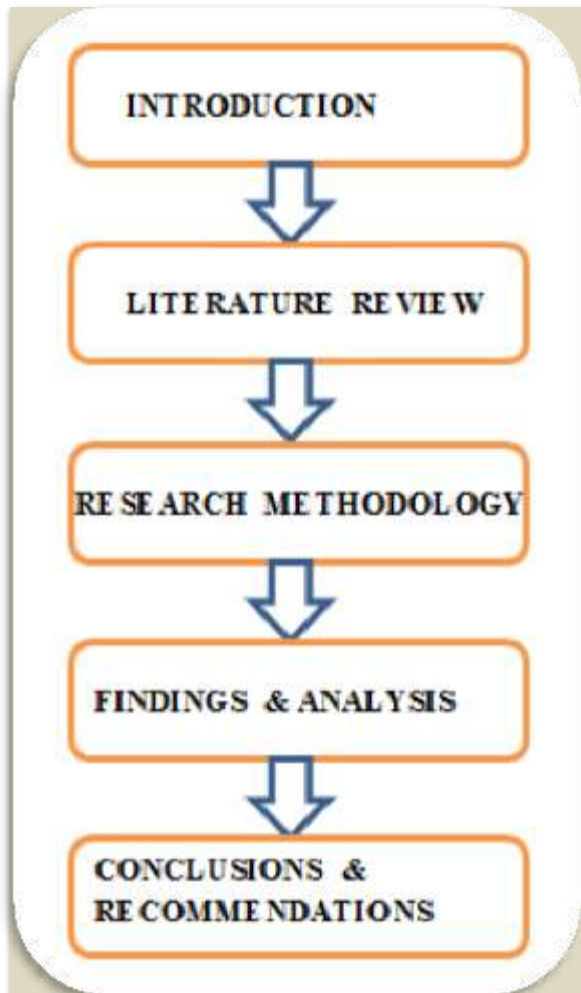 INTRODUCTION
LITERATURE REVIEW
RESEARCH METHODOLOGY
FINDINGS & ANALYSIS
CONCLUSIONS &
RECOMMENDATIONS